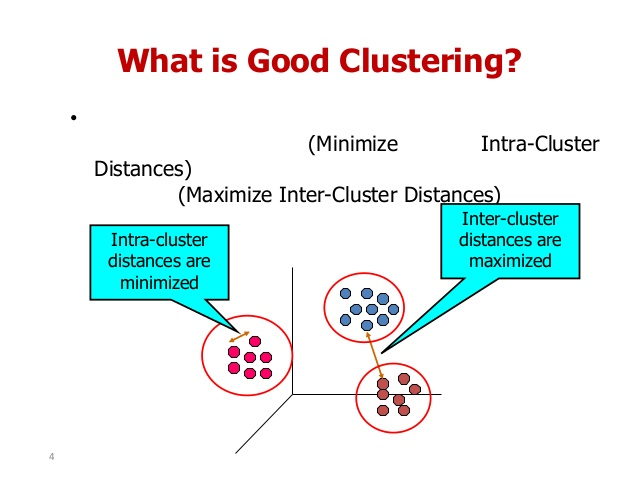 What is Good Clustering?
•
(Minimize Intra-Cluster
Distances)
(Maximize Inter-Cluster Distances)
Inter-cluster
distances are
maximized
Intra-cluster
distances are
minimized
4